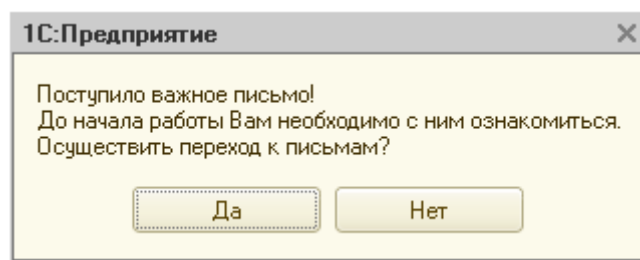 1С:Предприятие
Поступило важное письмо!
До начала работы Вам необходимо с ним ознакомиться.
Осуществить переход к письмам?
Да
Нет